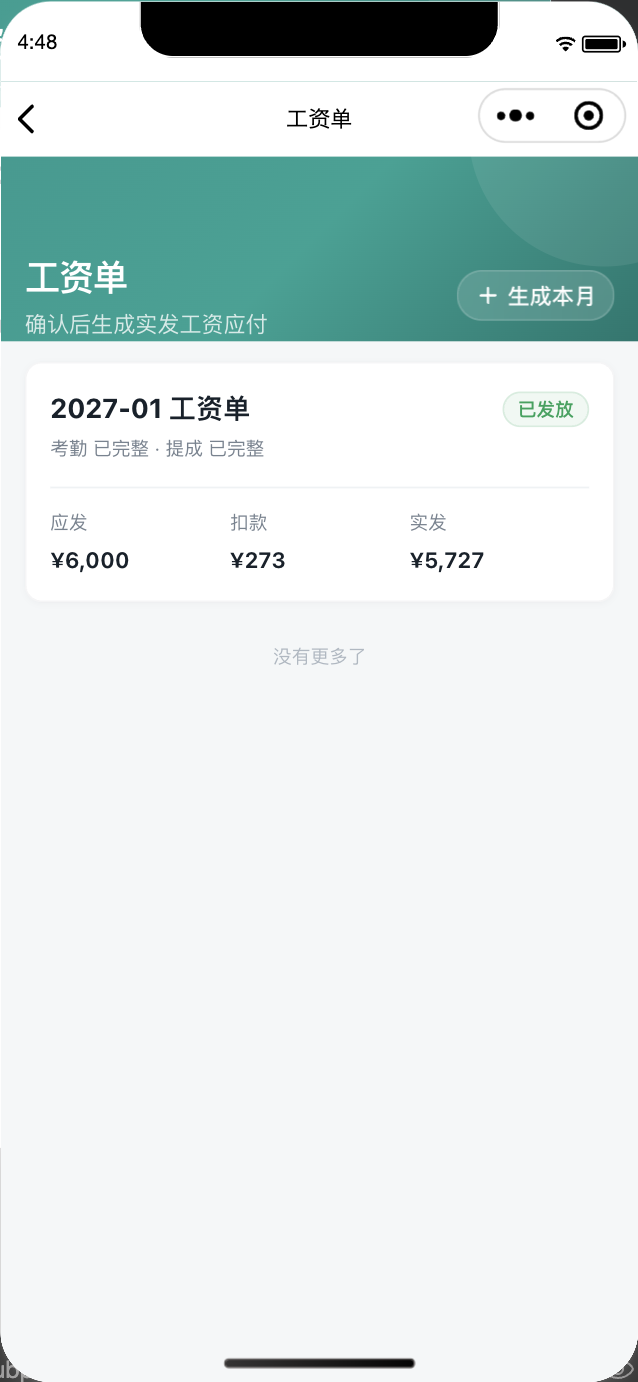 4:48
工资单
工资单
确认后生成实发工资应付
+ 生成本月
2027-01 工资单
已发放
考勤 已完整 · 提成 已完整
应发 扣款 实发
¥6,000 ¥273 ¥5,727
没有更多了